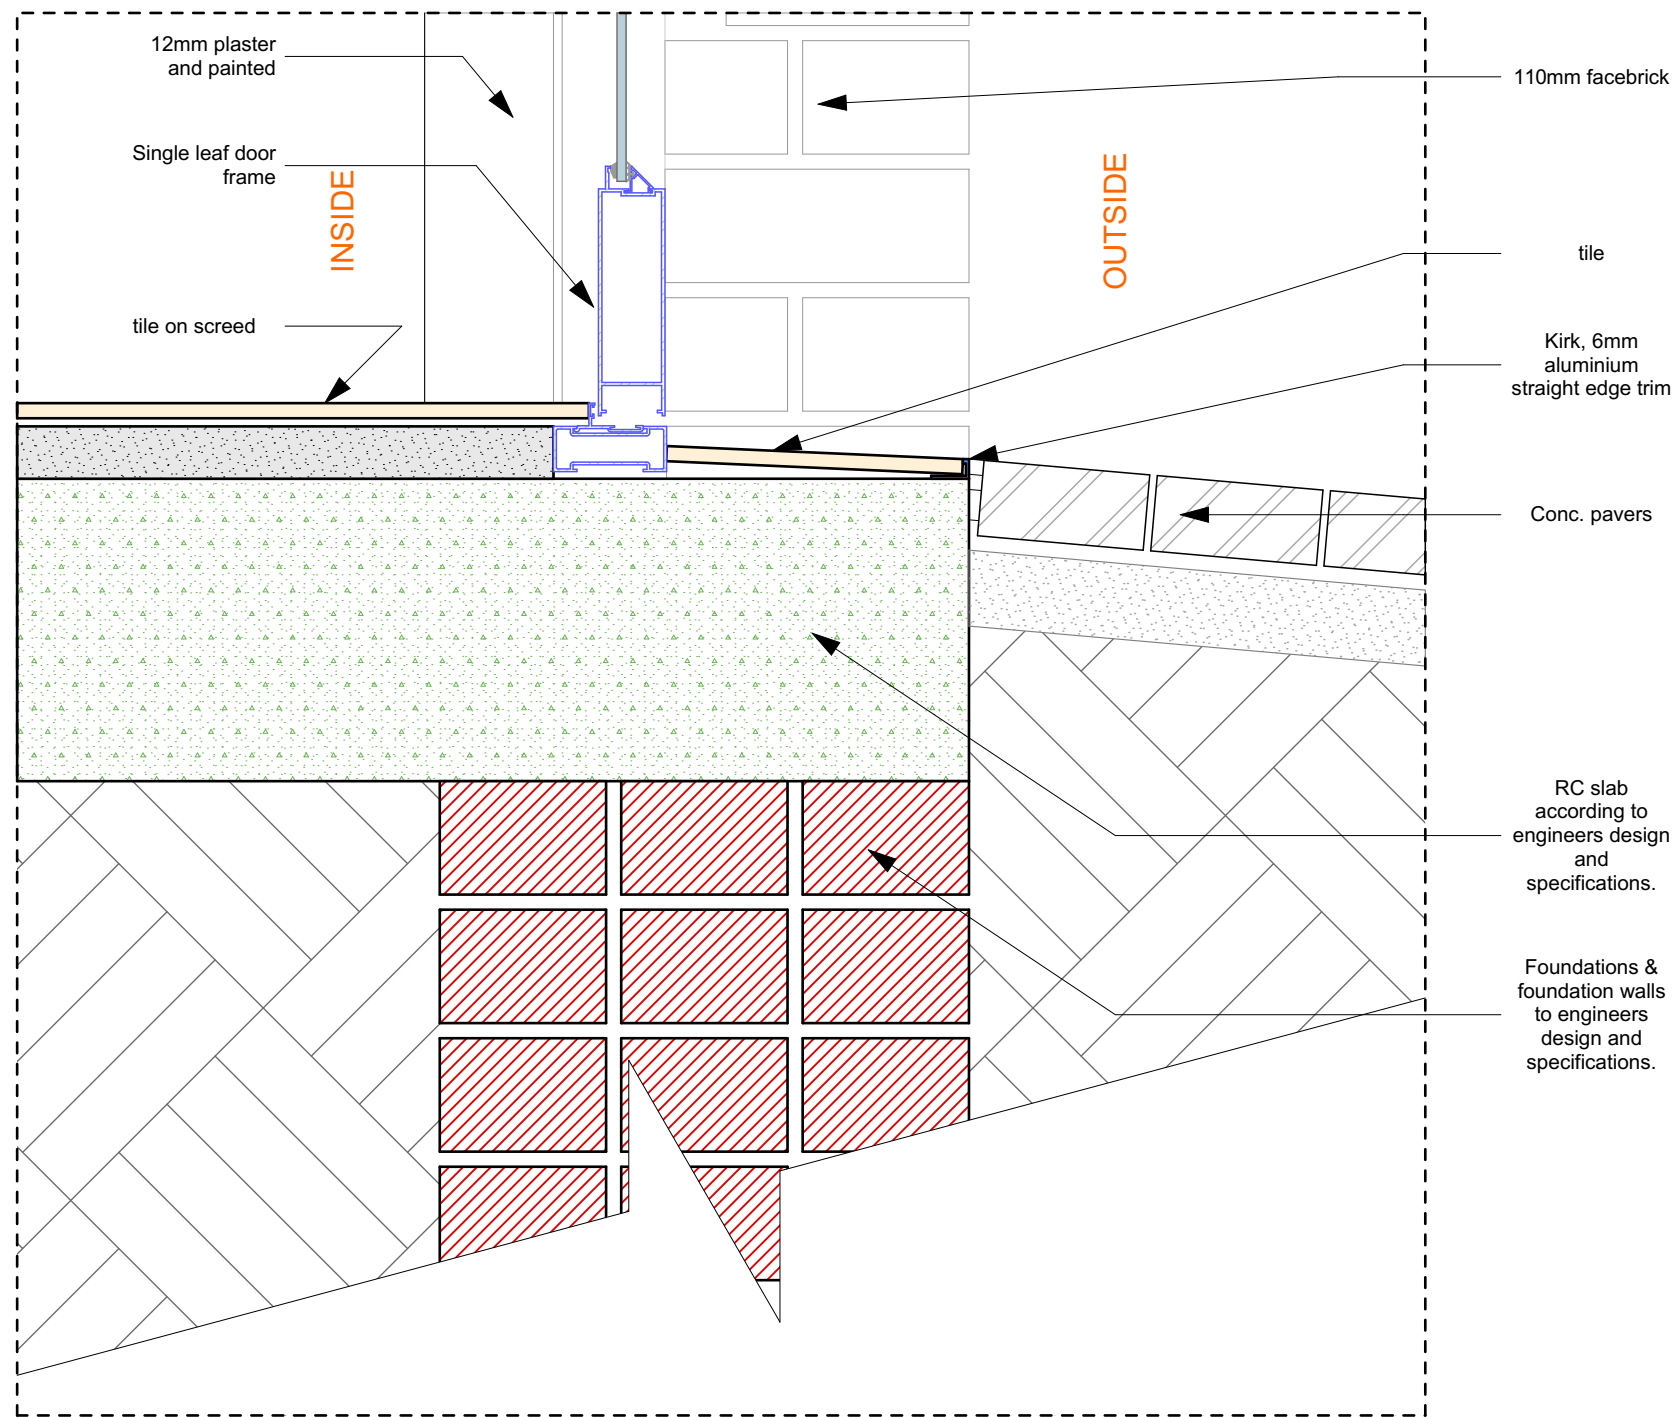 12mm plaster
and painted
Single leaf door
frame
INSIDE
tile on screed
110mm facebrick
OUTSIDE
tile
Kirk, 6mm
aluminium
straight edge trim
Conc. pavers
RC slab
according to
engineers design
and
specifications.
Foundations &
foundation walls
to engineers
design and
specifications.